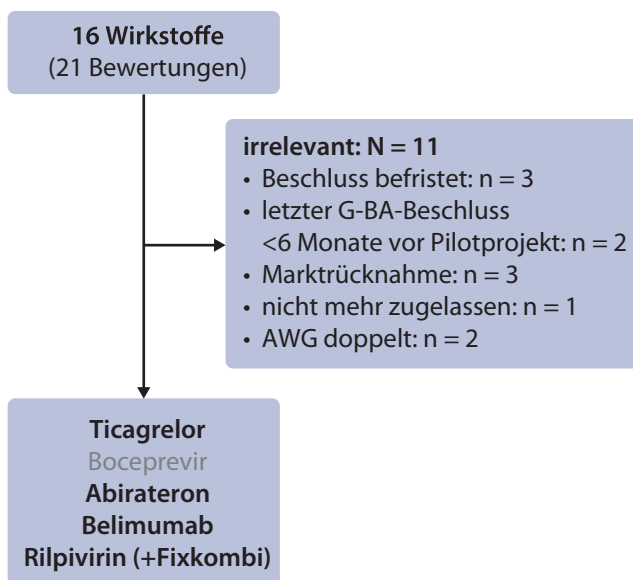 16 Wirkstoffe
(21 Bewertungen)
irrelevant: N = 11
• Beschluss befristet: n = 3
• letzter G-BA-Beschluss
<6 Monate vor Pilotprojekt: n = 2
• Marktrücknahme: n = 3
• nicht mehr zugelassen: n = 1
• AWG doppelt: n = 2
Ticagrelor
Boceprevir
Abirateron
Belimumab
Rilpivirin (+Fixkombi)